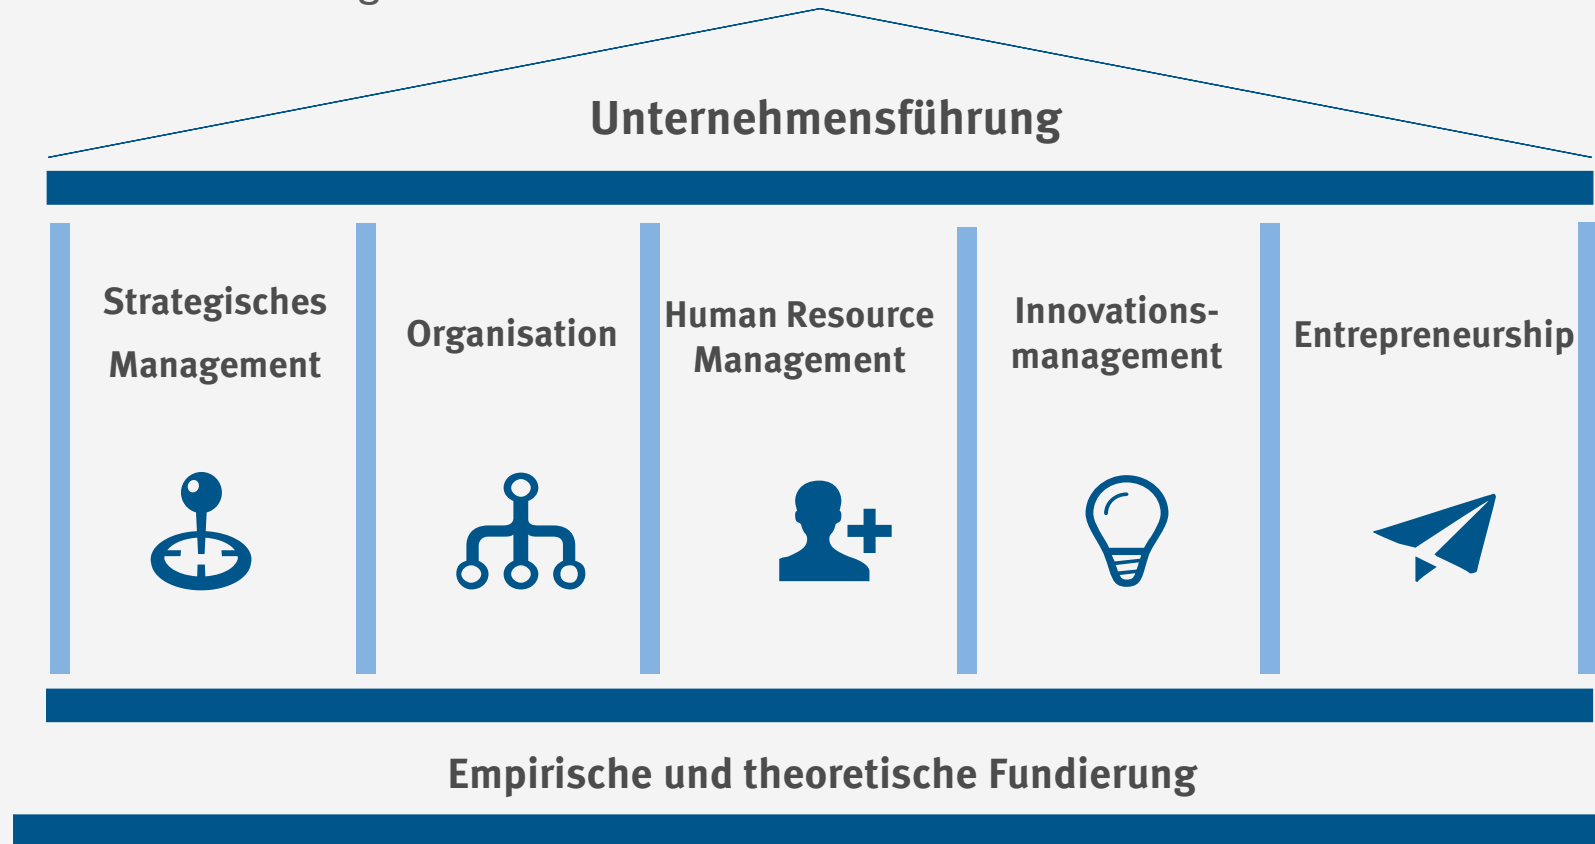 Unternehmensführung
Strategisches
Management
Organisation
Human Resource
Management
Innovations-
management
Entrepreneurship
Empirische und theoretische Fundierung